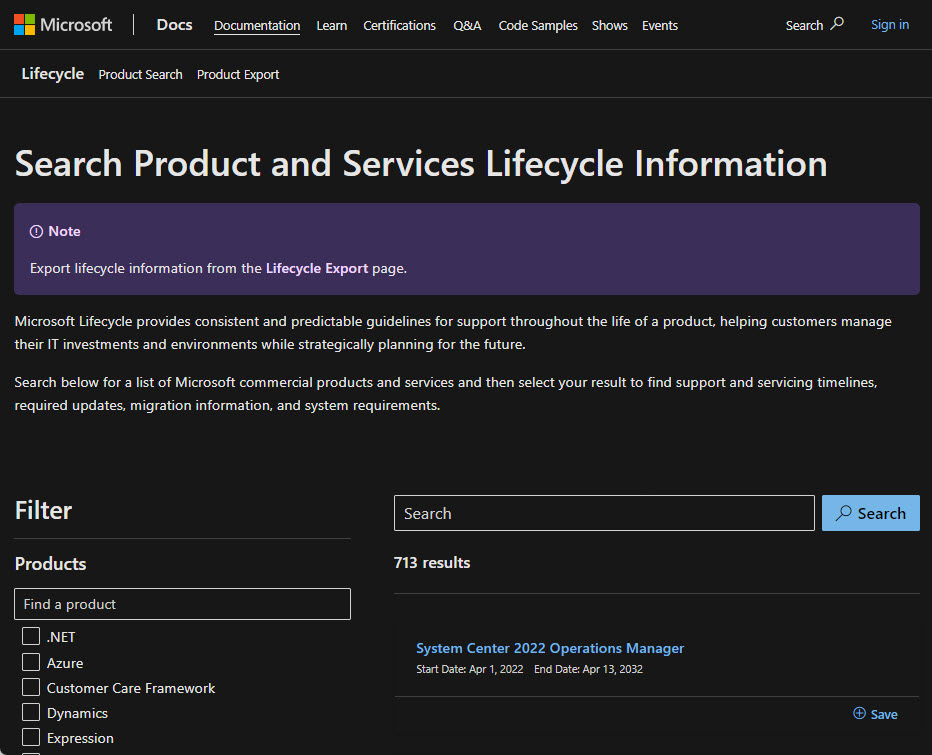 Microsoft Docs Documentation Learn Certifications Q&A Code Samples Shows Events Search Sign in
Lifecycle Product Search Product Export
Search Product and Services Lifecycle Information
Note
Export lifecycle information from the Lifecycle Export page.
Microsoft Lifecycle provides consistent and predictable guidelines for support throughout the life of a product, helping customers manage
their IT investments and environments while strategically planning for the future.
Search below for a list of Microsoft commercial products and services and then select your result to find support and servicing timelines,
required updates, migration information, and system requirements.
Filter
Products
Find a product
.NET
Azure
Customer Care Framework
Dynamics
Expression
Search Search
713 results
System Center 2022 Operations Manager
Start Date: Apr 1, 2022 End Date: Apr 13, 2032
Save